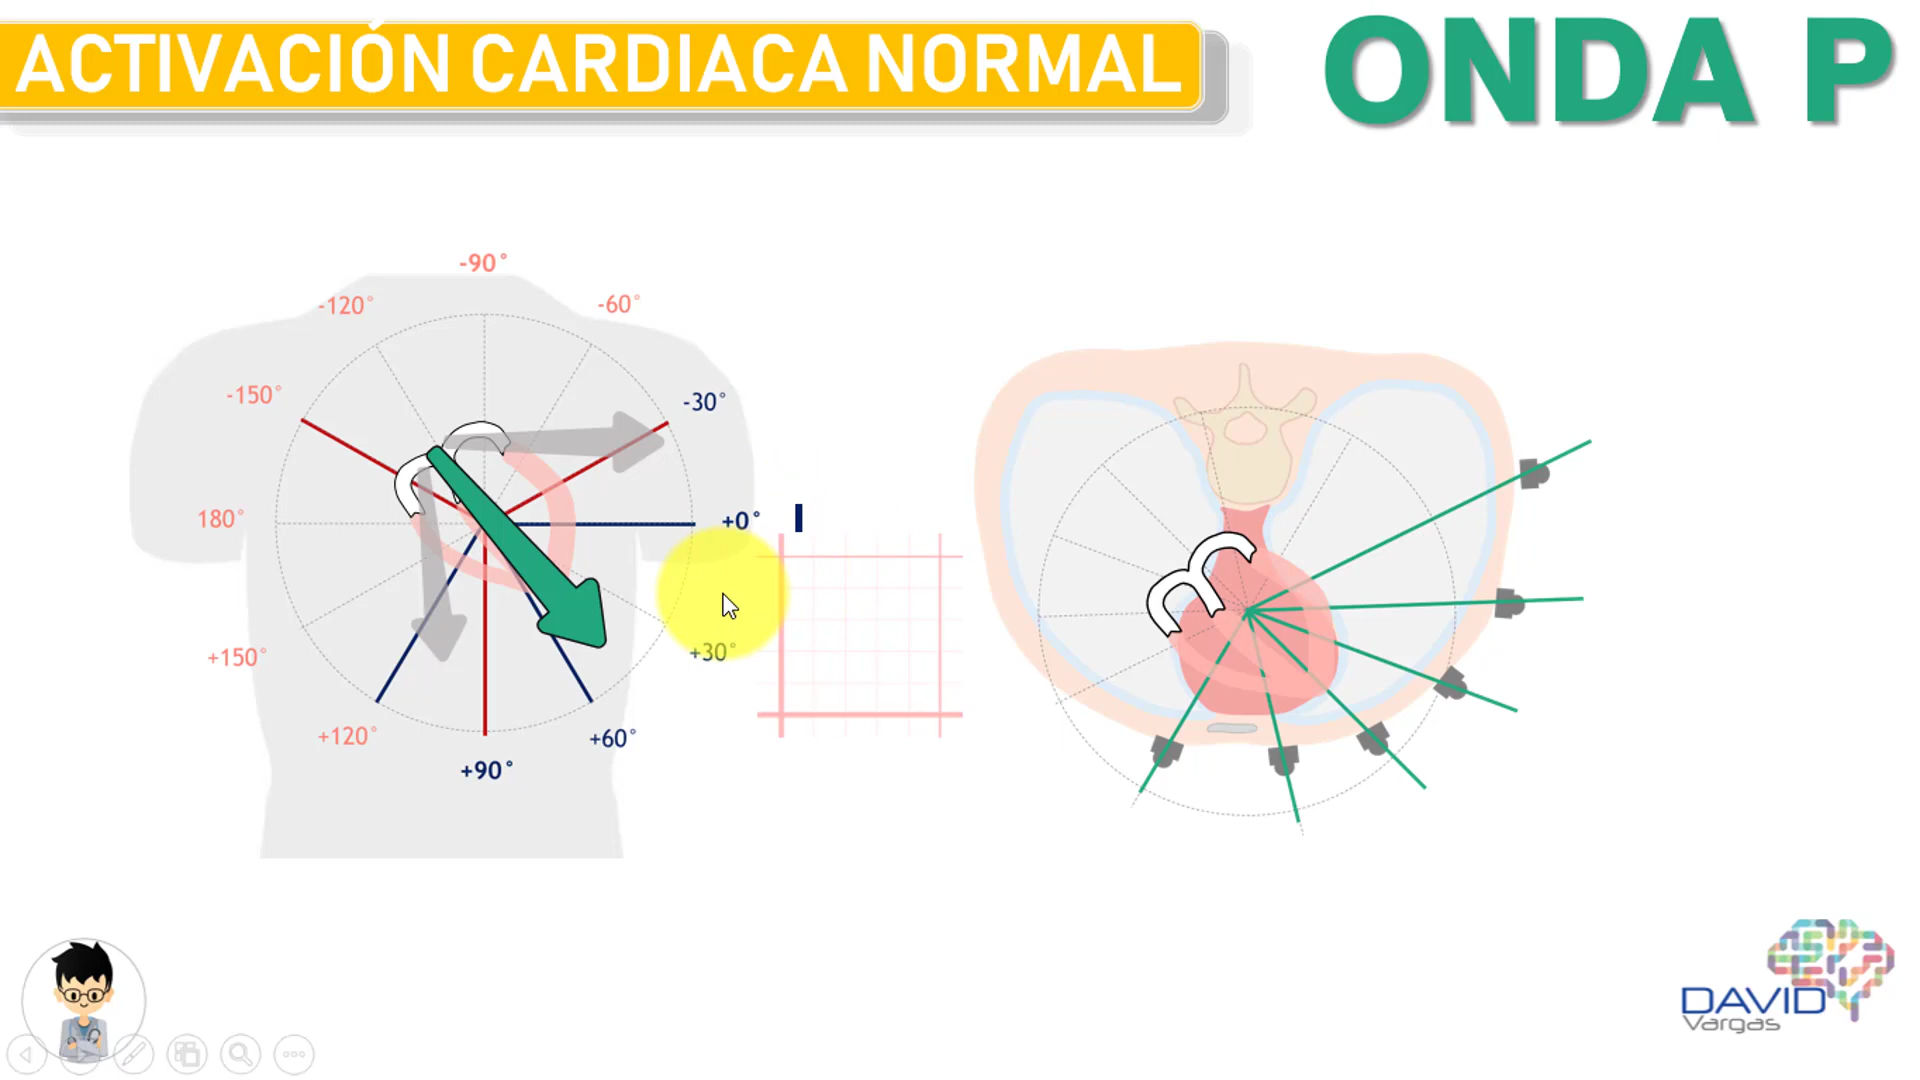 ACTIVACIÓN CARDIACA NORMAL
ONDA P
-90°
-120°
-60°
-150°
-30°
180°
+0°
I
+150°
+30°
+120°
+60°
+90°
DAVID
Vargas